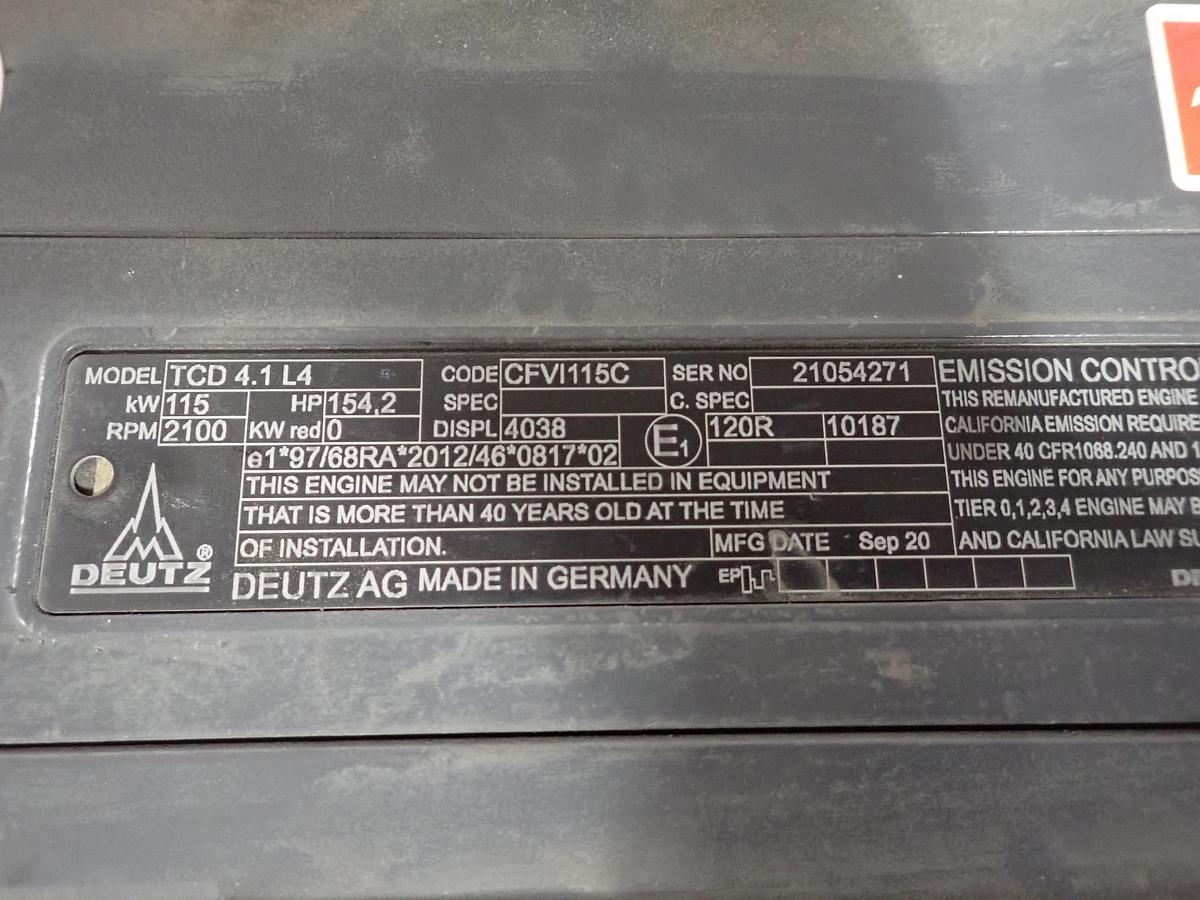 MODEL TCD 4.1 L4 CODE CFVI115C SER NO 21054271 EMISSION CONTRO
kW 115 HP 154,2 SPEC C. SPEC THIS REMANUFACTURED ENGINE
RPM 2100 KW red 0 DISPL 4038 E1 120R 10187 CALIFORNIA EMISSION REQUIRE
e1*97/68RA*2012/46*0817*02 UNDER 40 CFR1068.240 AND 1
THIS ENGINE MAY NOT BE INSTALLED IN EQUIPMENT THIS ENGINE FOR ANY PURPOS
THAT IS MORE THAN 40 YEARS OLD AT THE TIME TIER 0,1,2,3,4 ENGINE MAY B
OF INSTALLATION. MFG DATE Sep 20 AND CALIFORNIA LAW SU
DEUTZ ® DEUTZ AG MADE IN GERMANY EP DE